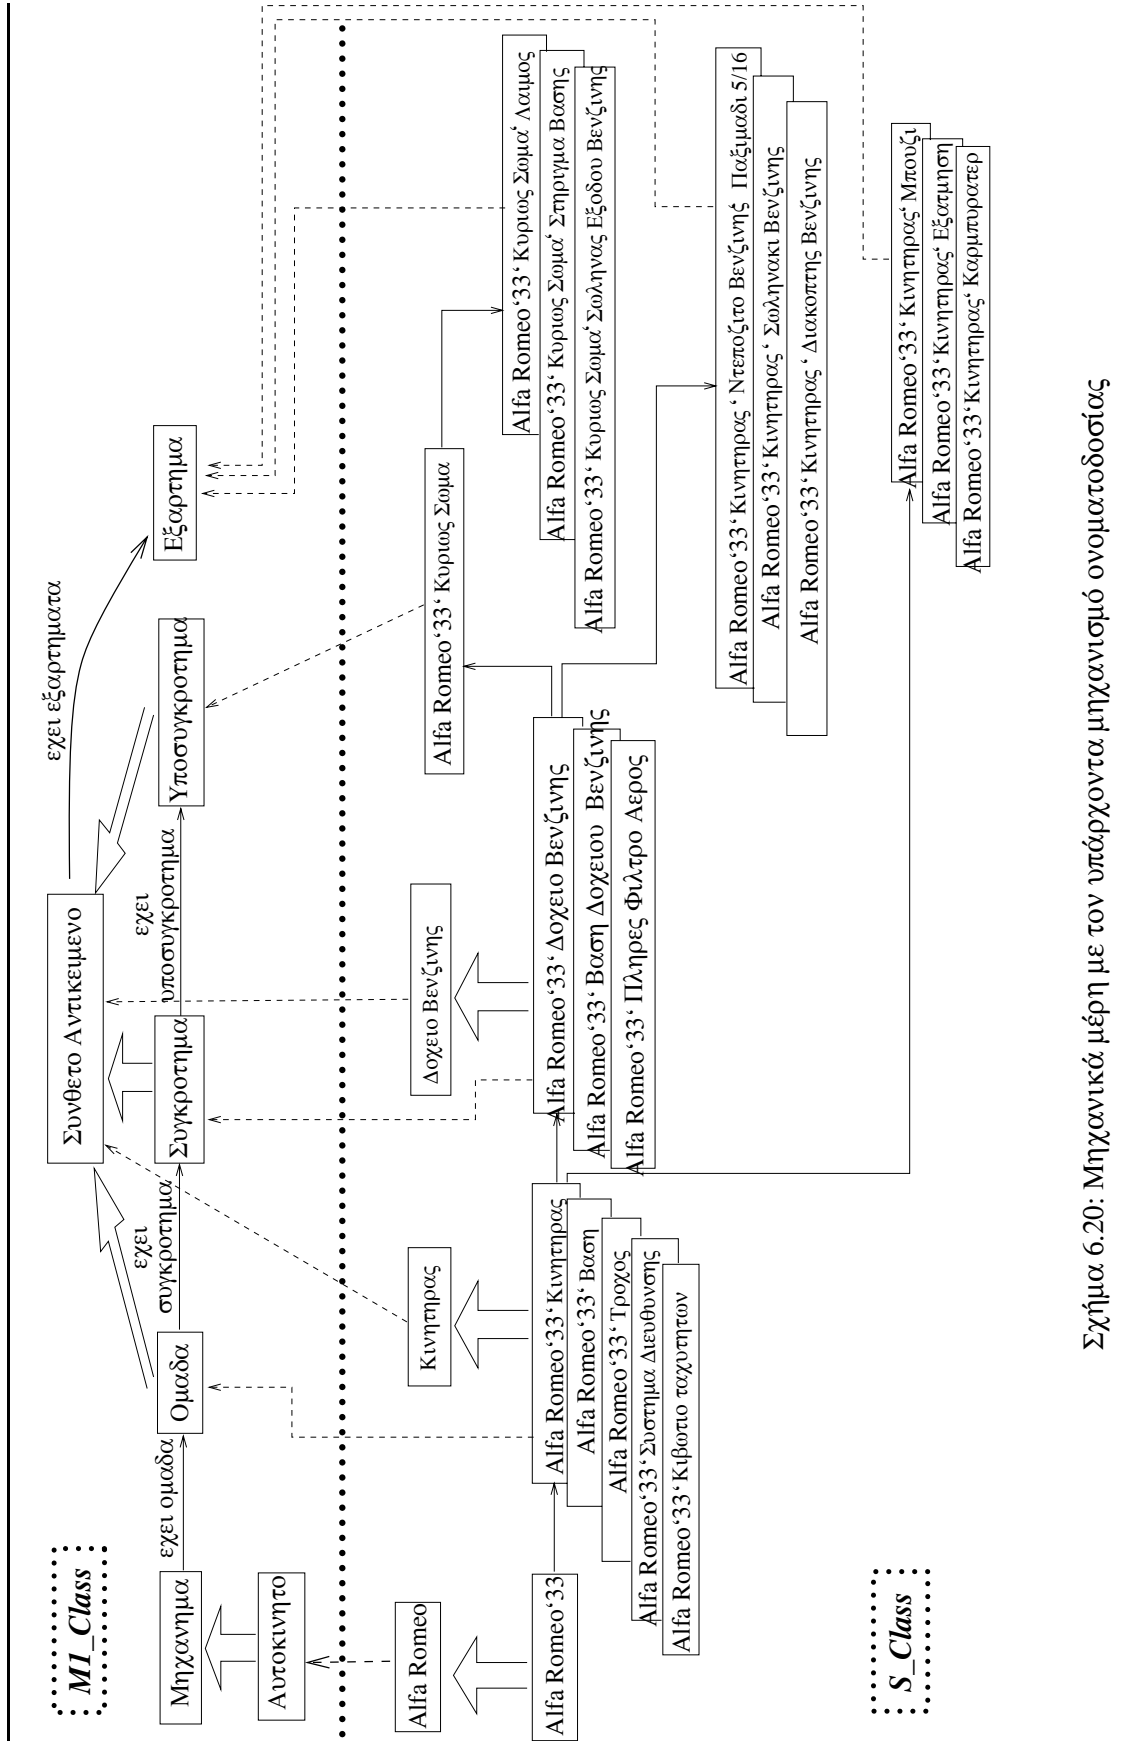 M1_Class
Συνθετο Αντικειμενο
εχει εξαρτηματα
Μηχανημα
εχει ομαδα
Ομαδα
εχει
συγκροτημα
Συγκροτημα
εχει
υποσυγκροτημα
Υποσυγκροτημα
Εξαρτημα
Αυτοκινητο
Alfa Romeo
Κινητηρας
Δοχειο Βενζινης
Alfa Romeo‘33‘ Κυριως Σωμα
Alfa Romeo‘33
Alfa Romeo‘33‘ Κινητηρας
Alfa Romeo‘33‘ Βαση
Alfa Romeo‘33‘ Τροχος
Alfa Romeo‘33‘ Συστημα Διευθυνσης
Alfa Romeo‘33‘ Κιβωτιο ταχυτητων
Alfa Romeo‘33‘ Δοχειο Βενζινης
Alfa Romeo‘33‘ Βαση Δοχειου Βενζινης
Alfa Romeo‘33‘ Πληρες Φιλτρο Αερος
Alfa Romeo‘33‘ Κυριως Σωμα‘ Λαιμος
Alfa Romeo‘33‘ Κυριως Σωμα‘ Στηριγμα Βασης
Alfa Romeo‘33‘ Κυριως Σωμα‘ Σωληνας Εξοδου Βενζινης
Alfa Romeo‘33‘ Κινητηρας ‘ Ντεποζιτο Βενζινης Παξιμαδι 5/16
Alfa Romeo‘33‘ Κινητηρας ‘ Σωληνακι Βενζινης
Alfa Romeo‘33‘ Κινητηρας ‘ Διακοπτης Βενζινης
Alfa Romeo‘33‘ Κινητηρας‘ Μπουζι
Alfa Romeo‘33‘ Κινητηρας‘ Εξατμηση
Alfa Romeo‘33‘ Κινητηρας‘ Καρμπυρατερ
S_Class
Σχήμα 6.20: Μηχανικά μέρη με τον υπάρχοντα μηχανισμό ονοματοδοσίας